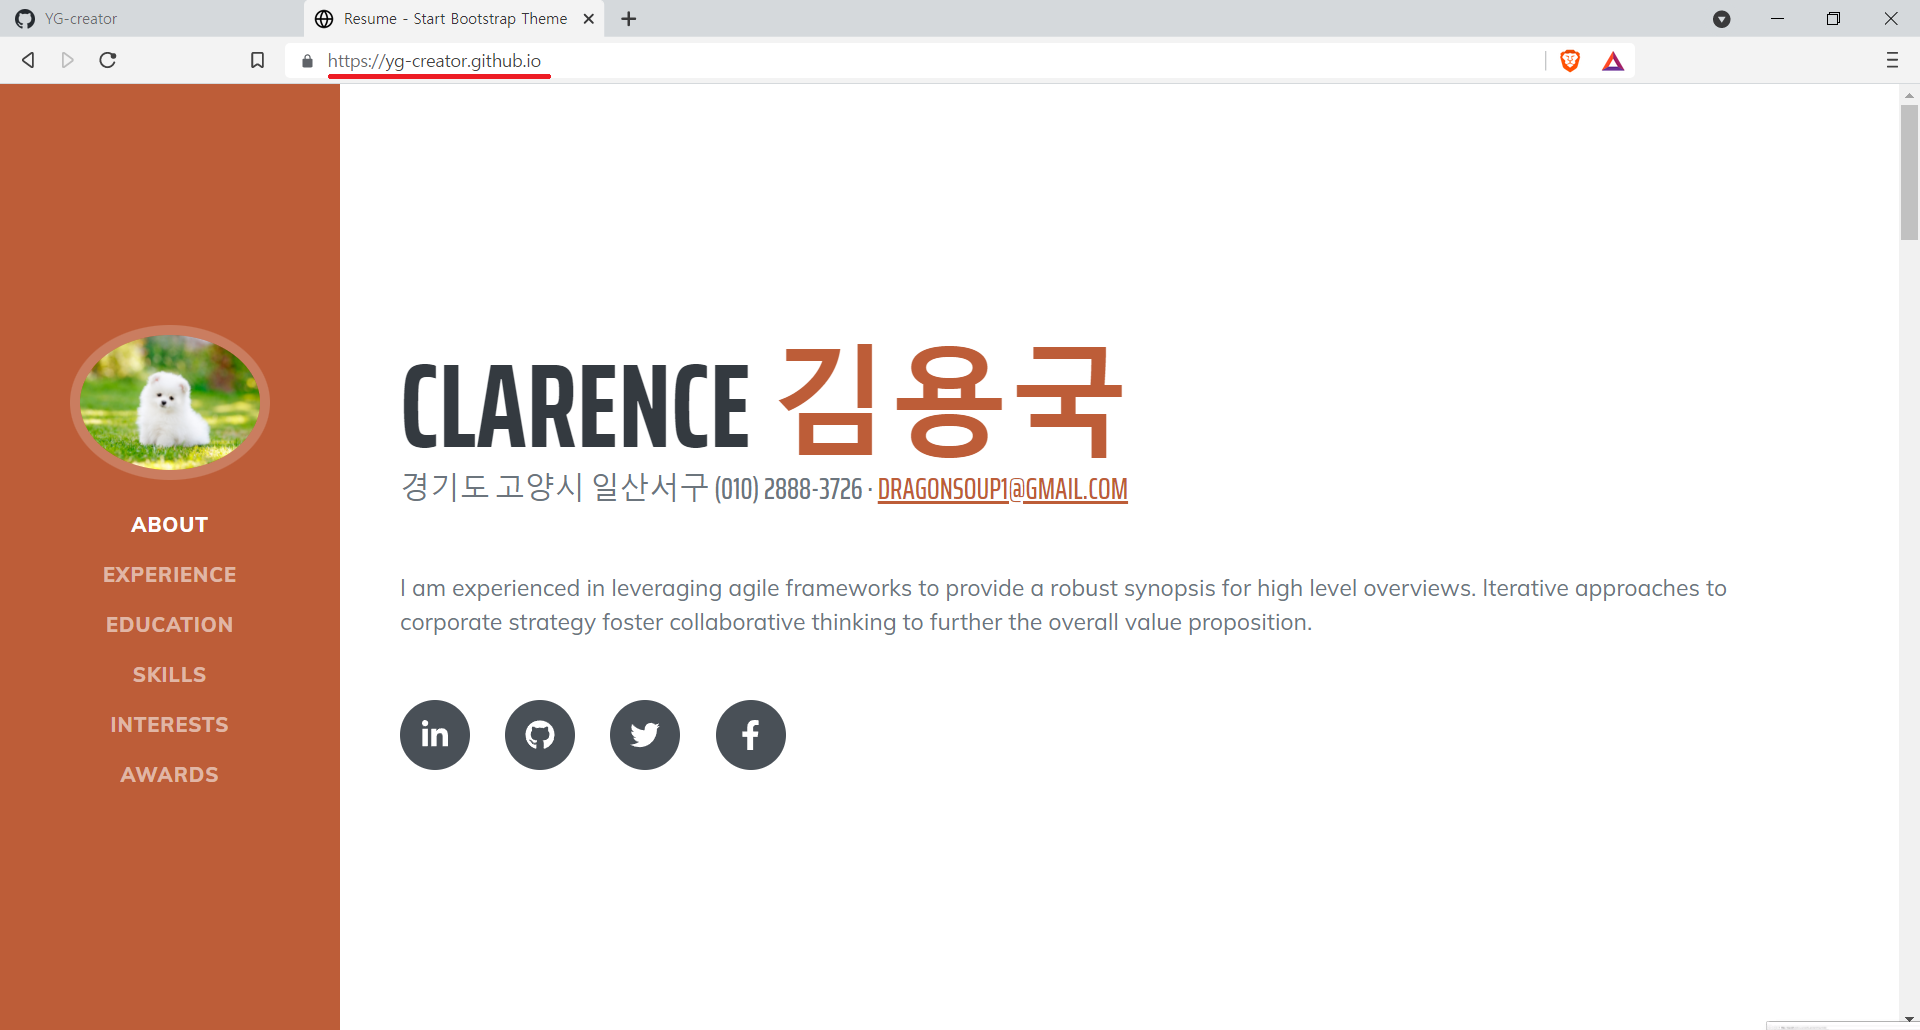 YG-creator
Resume - Start Bootstrap Theme
https://yg-creator.github.io
ABOUT
EXPERIENCE
EDUCATION
SKILLS
INTERESTS
AWARDS
CLARENCE 김용국
경기도 고양시 일산서구 (010) 2888-3726 · DRAGONSOUP1@GMAIL.COM
I am experienced in leveraging agile frameworks to provide a robust synopsis for high level overviews. Iterative approaches to
corporate strategy foster collaborative thinking to further the overall value proposition.
in